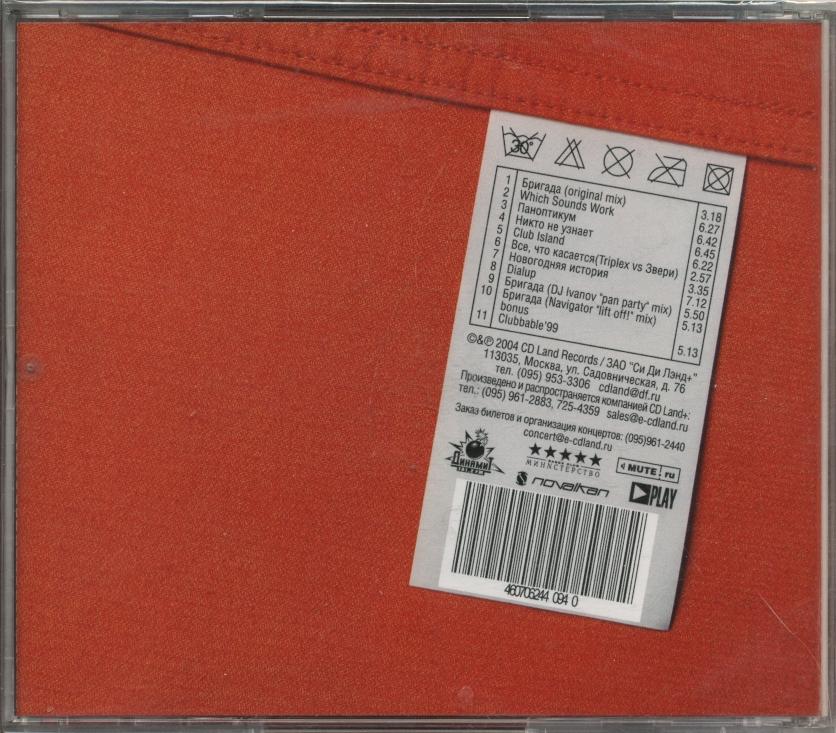 30°
1 Бригада (original mix) 3.18
2 Which Sounds Work 6.27
3 Паноптикум 6.42
4 Никто не узнает 6.45
5 Club Island 6.22
6 Все, что касается(Triplex vs Звери) 2.57
7 Новогодняя история 3.35
8 Dialup 7.12
9 Бригада (DJ Ivanov "pan party" mix) 5.50
10 Бригада (Navigator "lift off!" mix) 5.13
bonus
11 Clubbable'99 5.13
©&℗ 2004 CD Land Records / ЗАО "Си Ди Лэнд+"
113035, Москва, ул. Садовническая, д. 76
тел. (095) 953-3306 cdland@df.ru
Произведено и распространяется компанией CD Land+:
тел.: (095) 961-2883, 725-4359 sales@e-cdland.ru
Заказ билетов и организация концертов: (095)961-2440
concert@e-cdland.ru
ДИНАМИТ
МИНИСТЕРСТВО
MUTE! ru
novalkan
PLAY
460706244 094 0